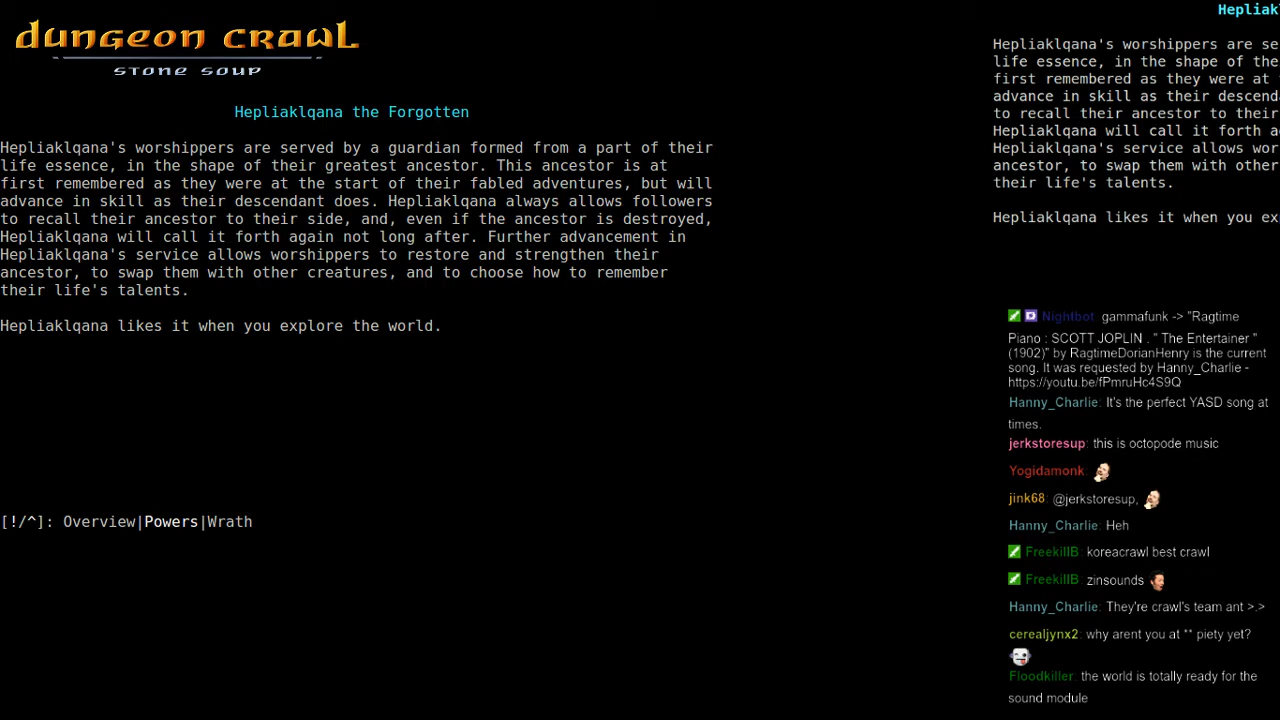 dungeon crawl
stone soup
Hepliaklqana the Forgotten
Hepliaklqana's worshippers are served by a guardian formed from a part of their
life essence, in the shape of their greatest ancestor. This ancestor is at
first remembered as they were at the start of their fabled adventures, but will
advance in skill as their descendant does. Hepliaklqana always allows followers
to recall their ancestor to their side, and, even if the ancestor is destroyed,
Hepliaklqana will call it forth again not long after. Further advancement in
Hepliaklqana's service allows worshippers to restore and strengthen their
ancestor, to swap them with other creatures, and to choose how to remember
their life's talents.
Hepliaklqana likes it when you explore the world.
[!/^]: Overview|Powers|Wrath
Hepliak
Hepliaklqana's worshippers are se
life essence, in the shape of the
first remembered as they were at
advance in skill as their descend
to recall their ancestor to their
Hepliaklqana will call it forth a
Hepliaklqana's service allows wor
ancestor, to swap them with other
their life's talents.
Hepliaklqana likes it when you ex
Nightbot gammafunk -> "Ragtime
Piano : SCOTT JOPLIN . " The Entertainer "
(1902)" by RagtimeDorianHenry is the current
song. It was requested by Hanny_Charlie -
https://youtu.be/fPmruHc4S9Q
Hanny_Charlie: It's the perfect YASD song at
times.
jerkstoresup: this is octopode music
Yogidamonk:
jink68: @jerkstoresup,
Hanny_Charlie: Heh
FreekillB: koreacrawl best crawl
FreekillB: zinsounds
Hanny_Charlie: They're crawl's team ant >.>
cerealjynx2: why arent you at ** piety yet?
Floodkiller: the world is totally ready for the
sound module